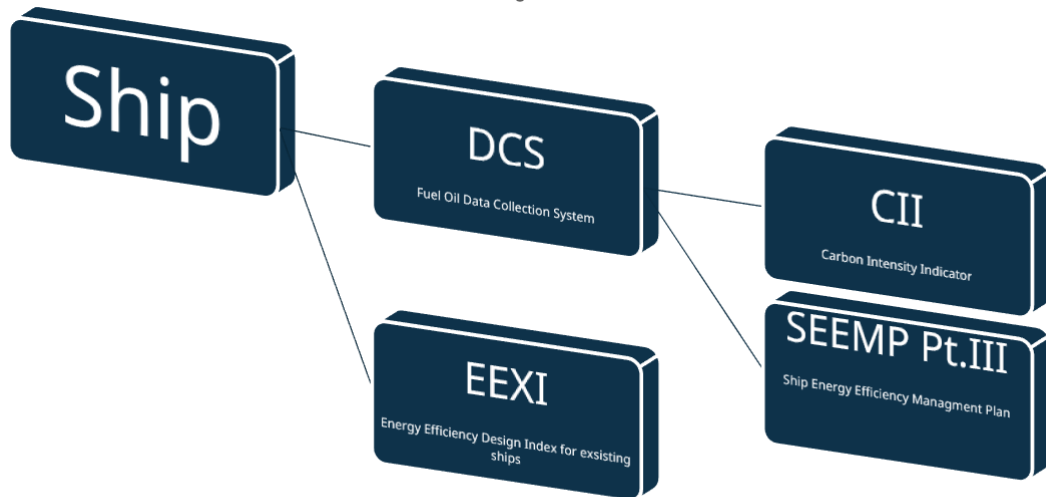 Ship
DCS
Fuel Oil Data Collection System
CII
Carbon Intensity Indicator
EEXI
Energy Efficiency Design Index for exsisting
ships
SEEMP Pt.III
Ship Energy Efficiency Managment Plan